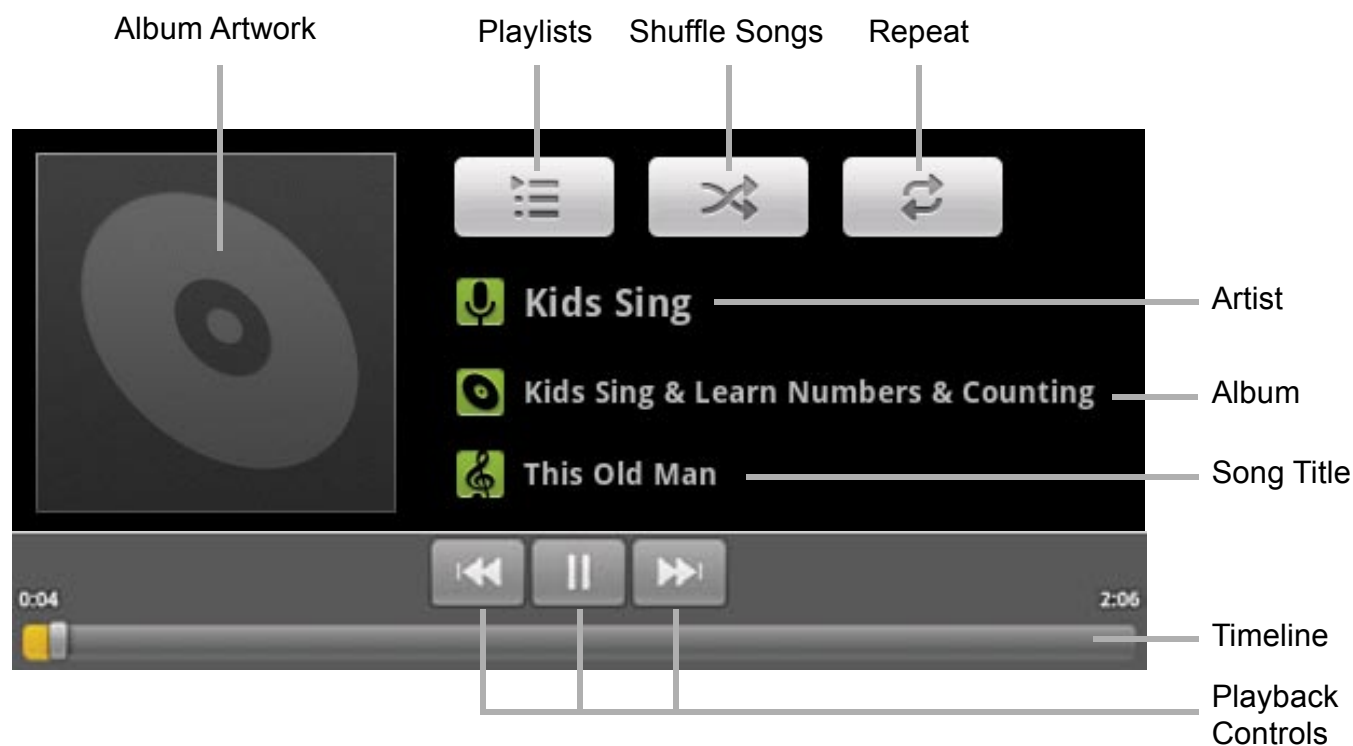 Album Artwork
Playlists
Shuffle Songs
Repeat
Kids Sing
Artist
Kids Sing & Learn Numbers & Counting
Album
This Old Man
Song Title
0:04
2:06
Timeline
Playback
Controls